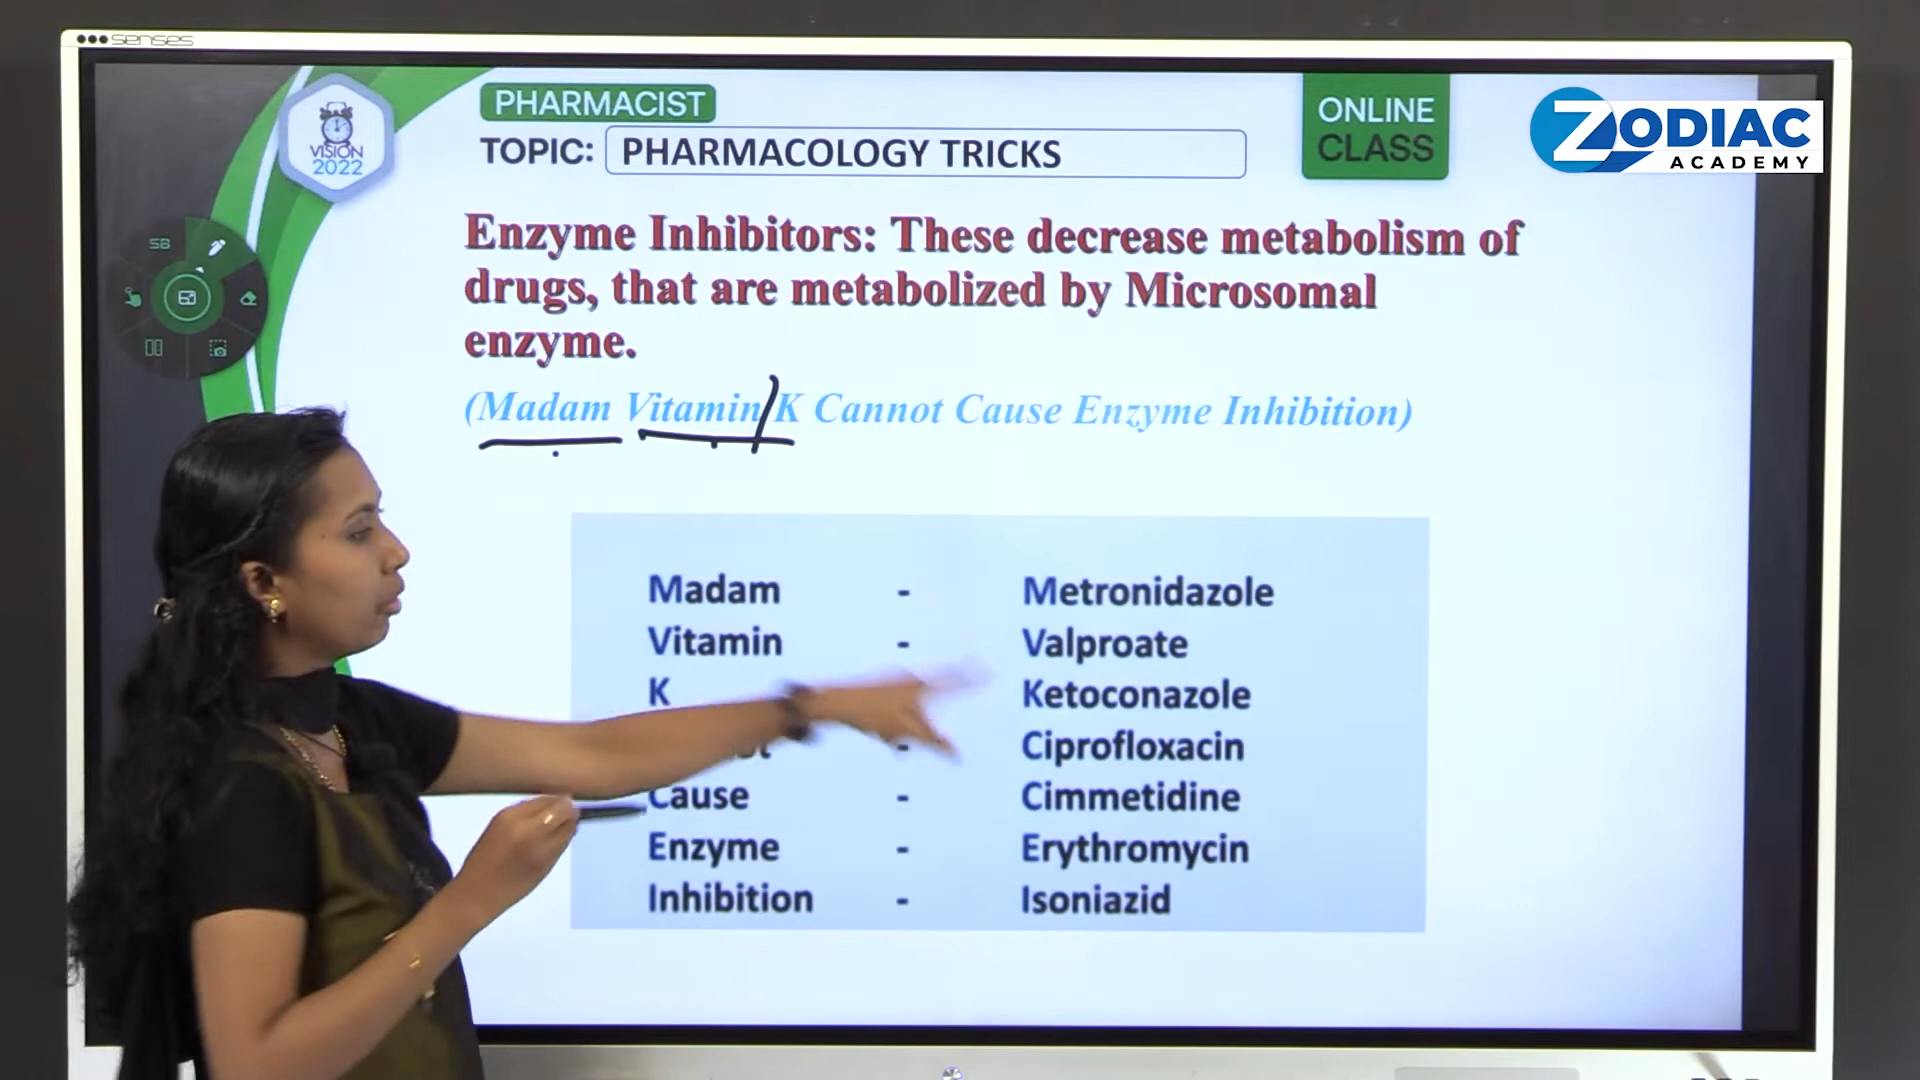 senses
PHARMACIST
TOPIC: PHARMACOLOGY TRICKS
VISION
2022
ONLINE
CLASS
ZODIAC
ACADEMY
SB
Enzyme Inhibitors: These decrease metabolism of
drugs, that are metabolized by Microsomal
enzyme.
(Madam Vitamin K Cannot Cause Enzyme Inhibition)
Madam - Metronidazole
Vitamin - Valproate
K Ketoconazole
- Ciprofloxacin
Cause - Cimmetidine
Enzyme - Erythromycin
Inhibition - Isoniazid